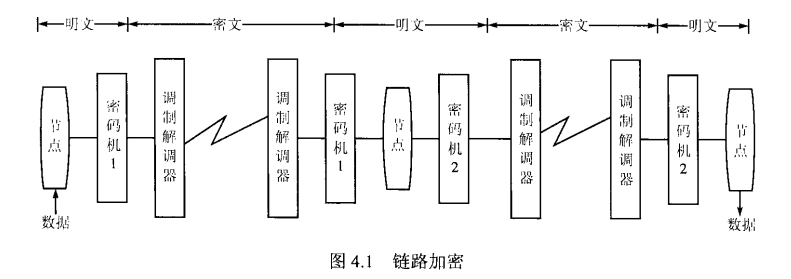 明文 密文 明文 密文 明文
节点 密码机1 调制解调器 调制解调器 密码机1 节点 密码机2 调制解调器 调制解调器 密码机2 节点
数据 数据
图 4.1 链路加密